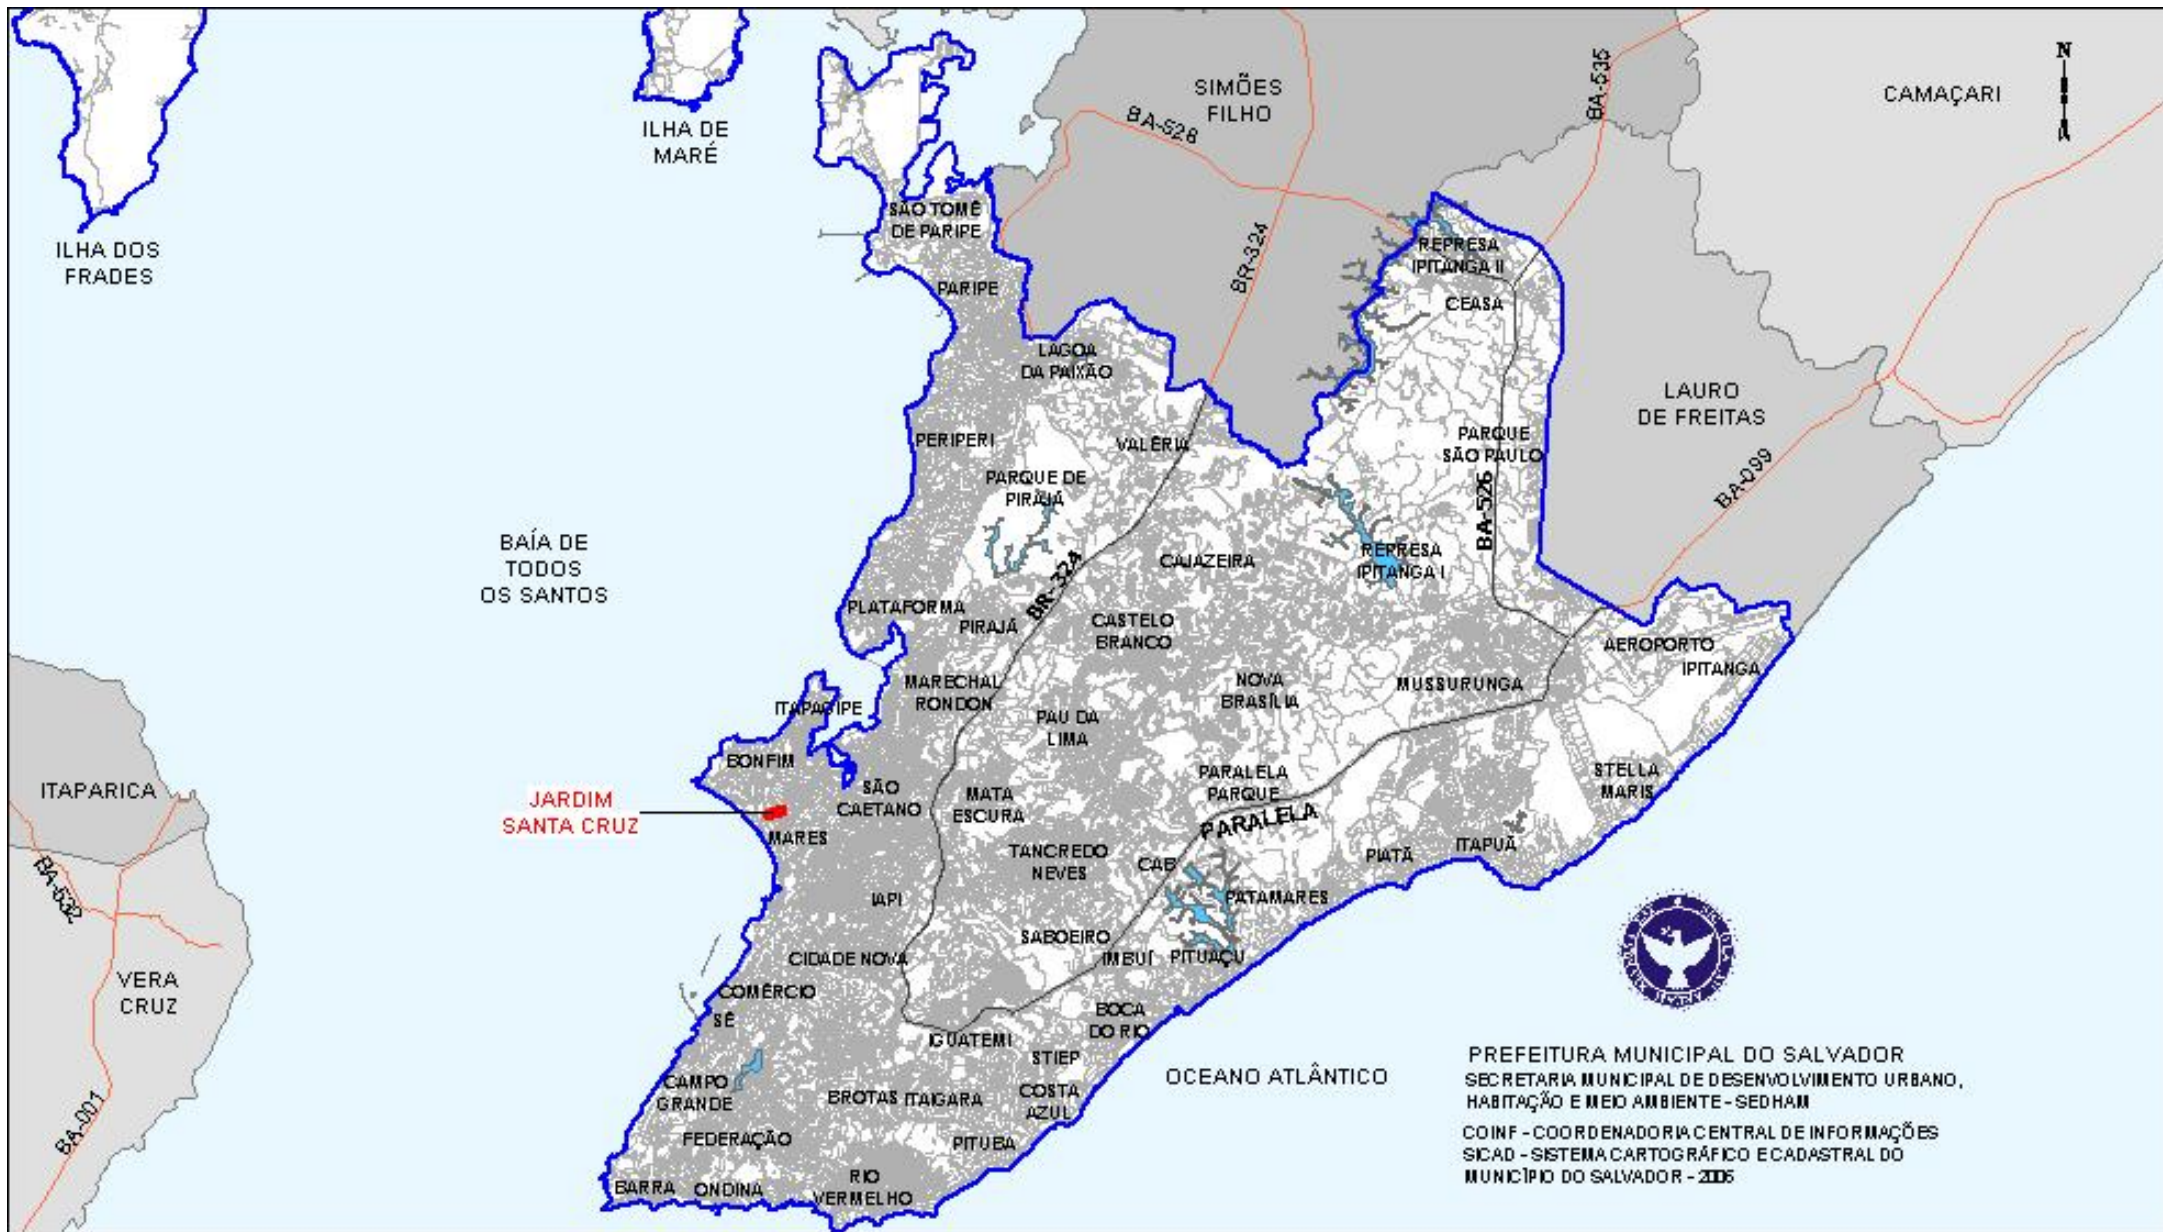 N
SIMÕES
FILHO
BA-528
BA-535
CAMAÇARI
ILHA DE
MARÉ
SÃO TOMÉ
DE PARIPE
ILHA DOS
FRADES
BR-324
REPRESA
IPITANGA II
CEASA
PARIPE
LAGOA
DA PAIXÃO
LAURO
DE FREITAS
PERIPERI
VALÉRIA
PARQUE
SÃO PAULO
PARQUE DE
PIRAJÁ
BA-099
BA-526
BAÍA DE
TODOS
OS SANTOS
CAJAZEIRA
REPRESA
IPITANGA I
BR-324
PLATAFORMA
PIRAJÁ
CASTELO
BRANCO
AEROPORTO
IPITANGA
MARECHAL
RONDON
NOVA
BRASÍLIA
MUSSURUNGA
ITAPAGIPE
PAU DA
LIMA
BONFIM
ITAPARICA
SÃO
CAETANO
MATA
ESCURA
PARALELA
PARQUE
STELLA
MARIS
JARDIM
SANTA CRUZ
PARALELA
MARES
TANCREDO
NEVES
CAB
PIATÃ
ITAPUÃ
BA-532
IAPI
PATAMARES
SABOEIRO
IMBUÍ
PITUAÇU
CIDADE NOVA
VERA
CRUZ
COMÉRCIO
SÉ
BOCA
DO RIO
IGUATEMI
STIEP
OCEANO ATLÂNTICO
CAMPO
GRANDE
BROTAS
ITAIGARA
COSTA
AZUL
BA-001
FEDERAÇÃO
PITUBA
BARRA
ONDINA
RIO
VERMELHO
PREFEITURA MUNICIPAL DO SALVADOR
SECRETARIA MUNICIPAL DE DESENVOLVIMENTO URBANO,
HABITAÇÃO E MEIO AMBIENTE - SEDHAM
COINF - COORDENADORIA CENTRAL DE INFORMAÇÕES
SICAD - SISTEMA CARTOGRÁFICO E CADASTRAL DO
MUNICÍPIO DO SALVADOR - 2006